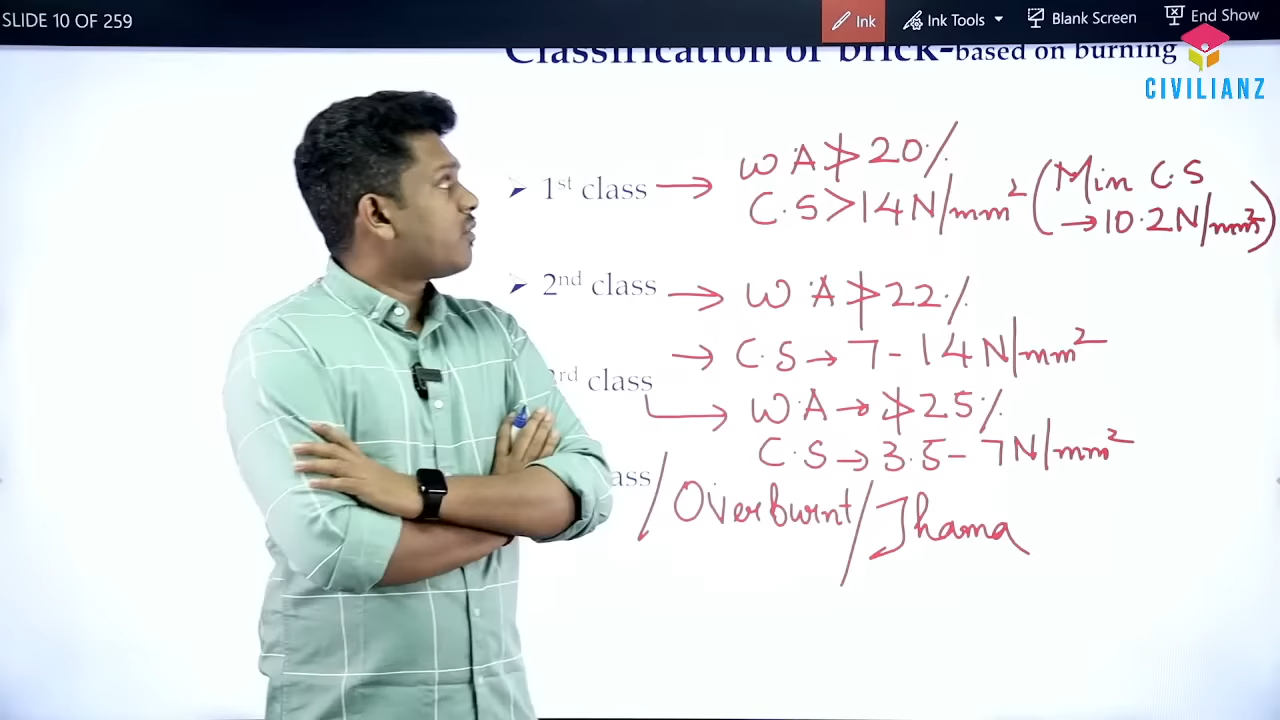 SLIDE 10 OF 259
Ink
Ink Tools
Blank Screen
End Show
Classification of brick-based on burning
CIVILIANZ
➤ 1st class → W.A ≯ 20%
C.S > 14 N/mm² (Min C.S → 10.2 N/mm²)
➤ 2nd class → W A ≯ 22%
→ C.S → 7 - 14 N/mm²
rd class → W.A → ≯ 25%
C.S → 3.5 - 7 N/mm²
ass / Overburnt / Jhama